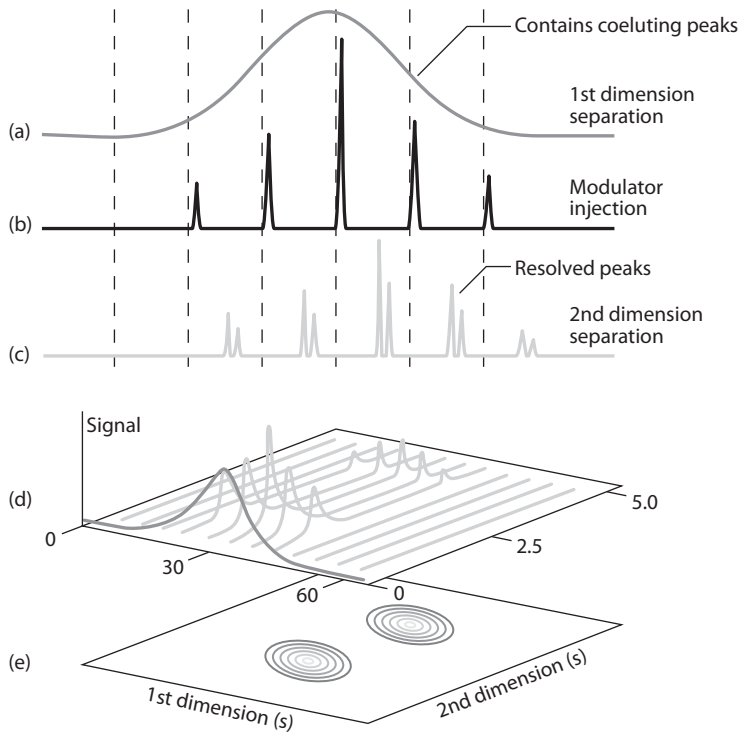 Contains coeluting peaks
1st dimension
separation
(a)
Modulator
injection
(b)
Resolved peaks
2nd dimension
separation
(c)
Signal
(d)
0
30
60
0
2.5
5.0
(e)
1st dimension (s)
2nd dimension (s)